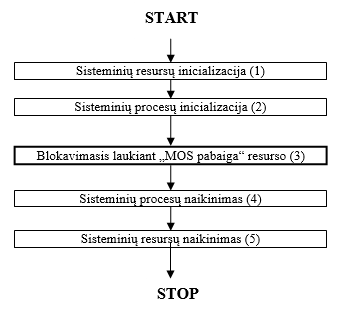 START
Sisteminių resursų inicializacija (1)
Sisteminių procesų inicializacija (2)
Blokavimasis laukiant „MOS pabaiga“ resurso (3)
Sisteminių procesų naikinimas (4)
Sisteminių resursų naikinimas (5)
STOP